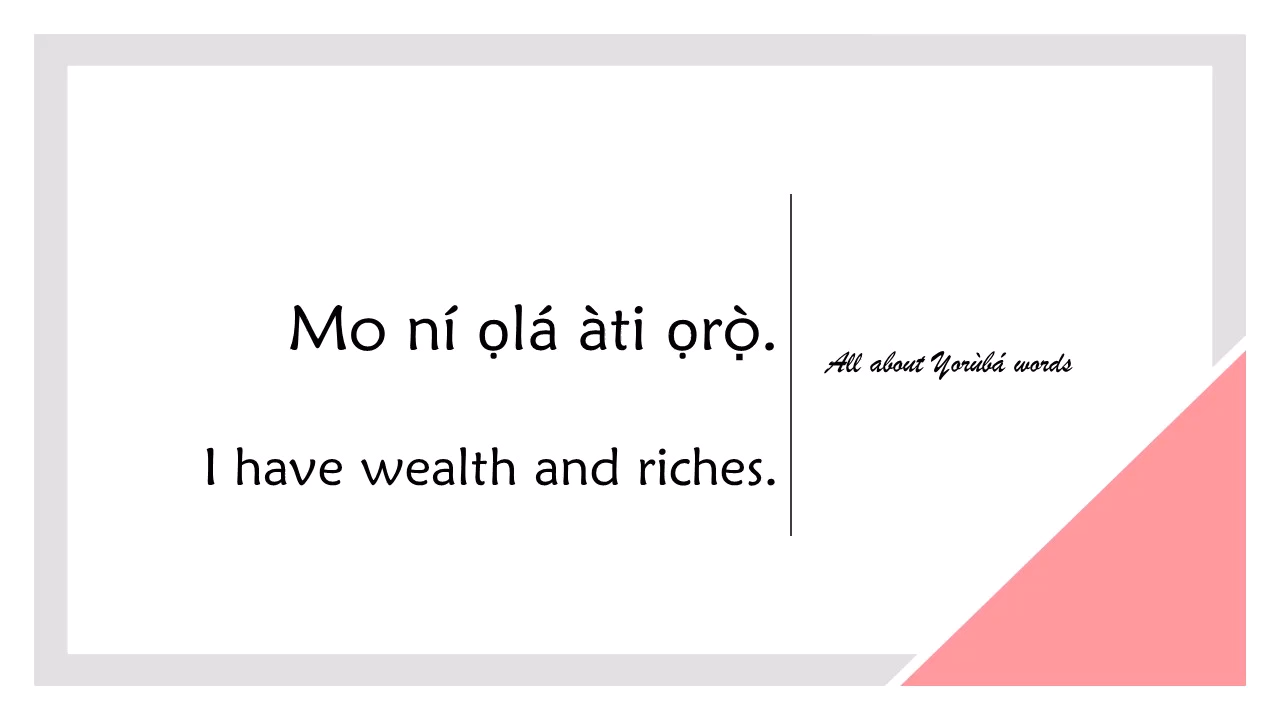 Mo ní ọlá àti ọrọ̀.
I have wealth and riches.
All about Yorùbá words